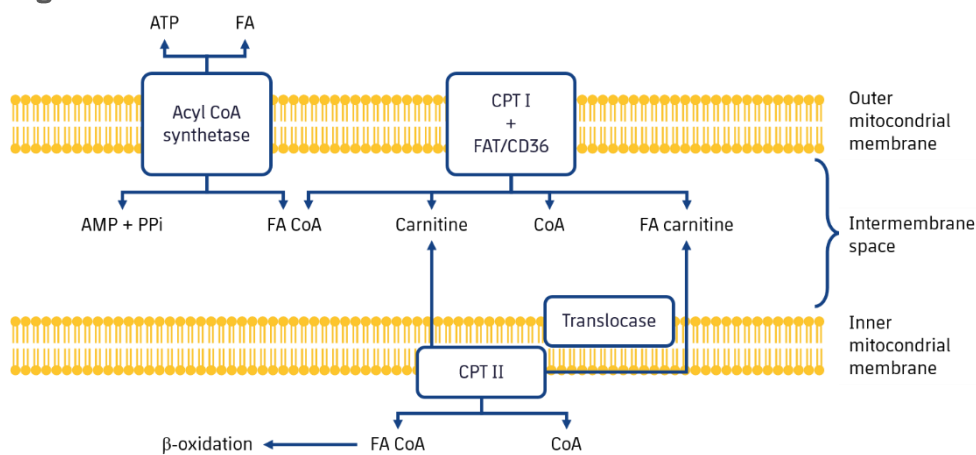 ATP
FA
Acyl CoA
synthetase
CPT I
+
FAT/CD36
Outer
mitocondrial
membrane
AMP + PPi
FA CoA
Carnitine
CoA
FA carnitine
Intermembrane
space
Translocase
Inner
mitocondrial
membrane
CPT II
β-oxidation
FA CoA
CoA